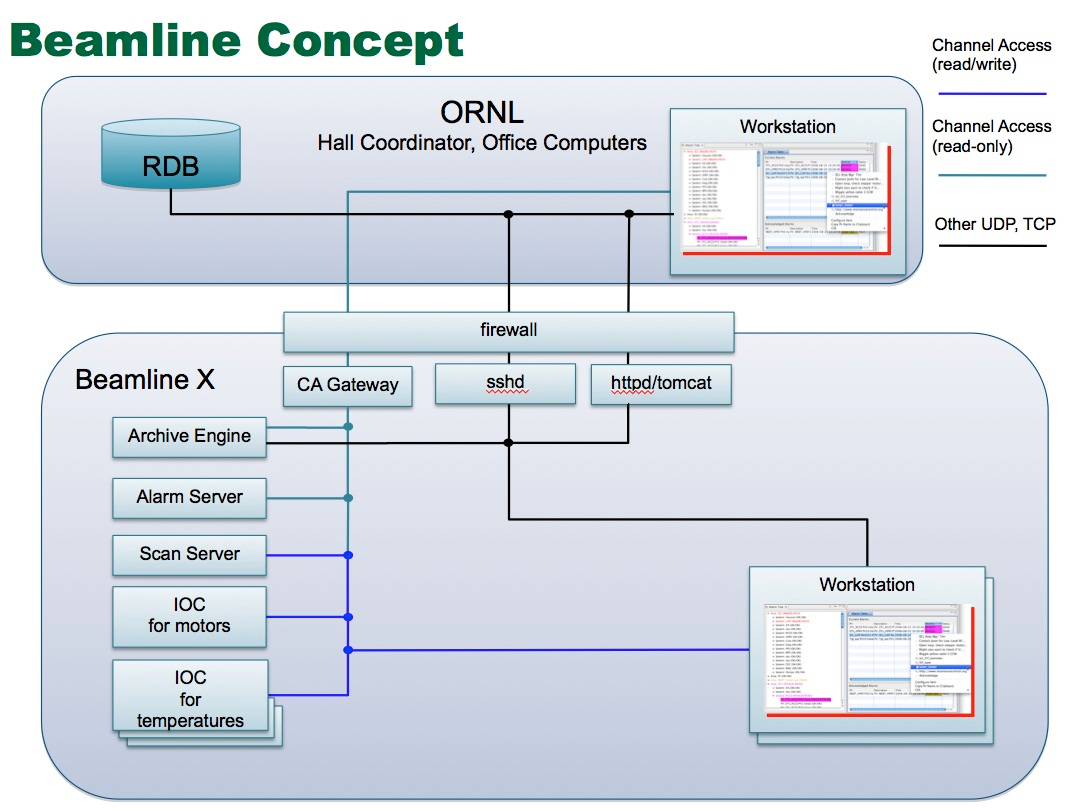 Beamline Concept
Channel Access
(read/write)
Channel Access
(read-only)
Other UDP, TCP
ORNL
Hall Coordinator, Office Computers
RDB
Workstation
firewall
Beamline X
CA Gateway
sshd
httpd/tomcat
Archive Engine
Alarm Server
Scan Server
IOC
for motors
IOC
for
temperatures
Workstation